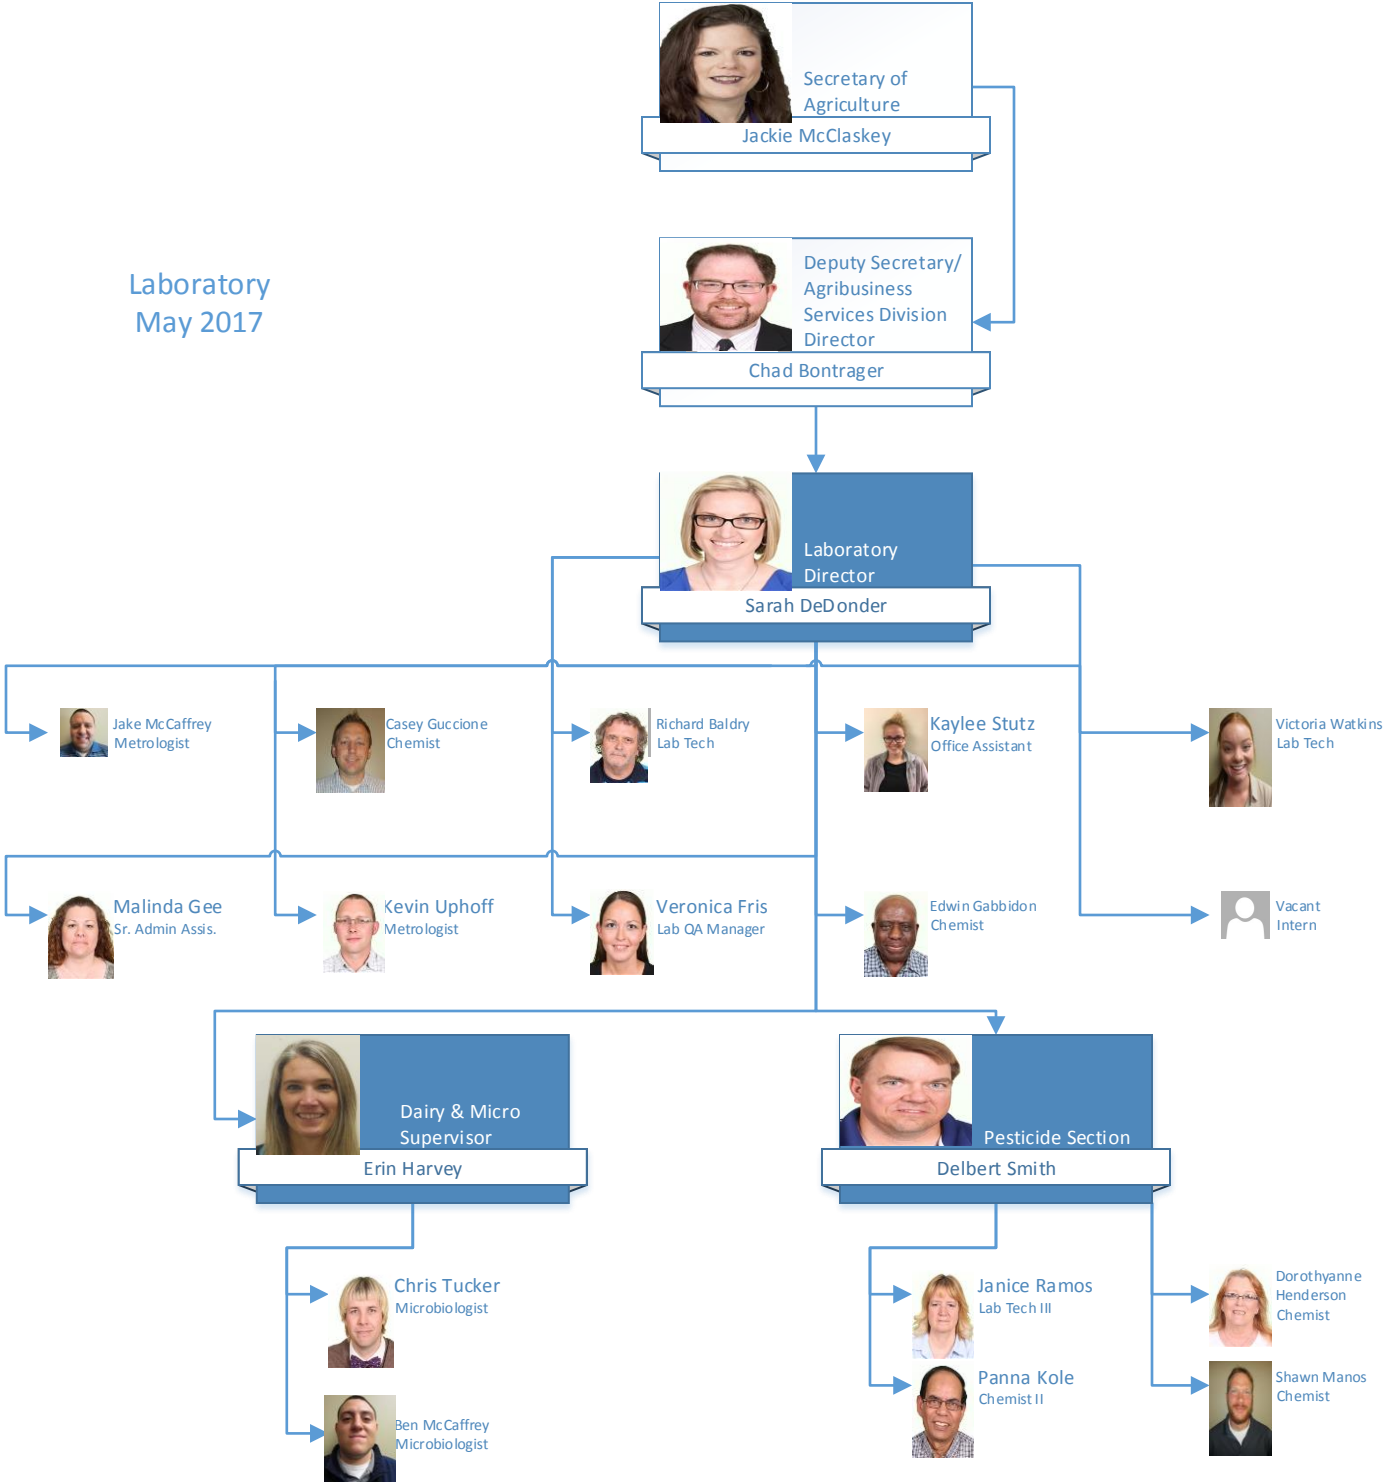 Secretary of
Agriculture
Jackie McClaskey
Laboratory
May 2017
Deputy Secretary/
Agribusiness
Services Division
Director
Chad Bontrager
Laboratory
Director
Sarah DeDonder
Jake McCaffrey
Metrologist
Casey Guccione
Chemist
Richard Baldry
Lab Tech
Kaylee Stutz
Office Assistant
Victoria Watkins
Lab Tech
Malinda Gee
Sr. Admin Assis.
Kevin Uphoff
Metrologist
Veronica Fris
Lab QA Manager
Edwin Gabbidon
Chemist
Vacant
Intern
Dairy & Micro
Supervisor
Erin Harvey
Pesticide Section
Delbert Smith
Chris Tucker
Microbiologist
Ben McCaffrey
Microbiologist
Janice Ramos
Lab Tech III
Panna Kole
Chemist II
Dorothyanne
Henderson
Chemist
Shawn Manos
Chemist